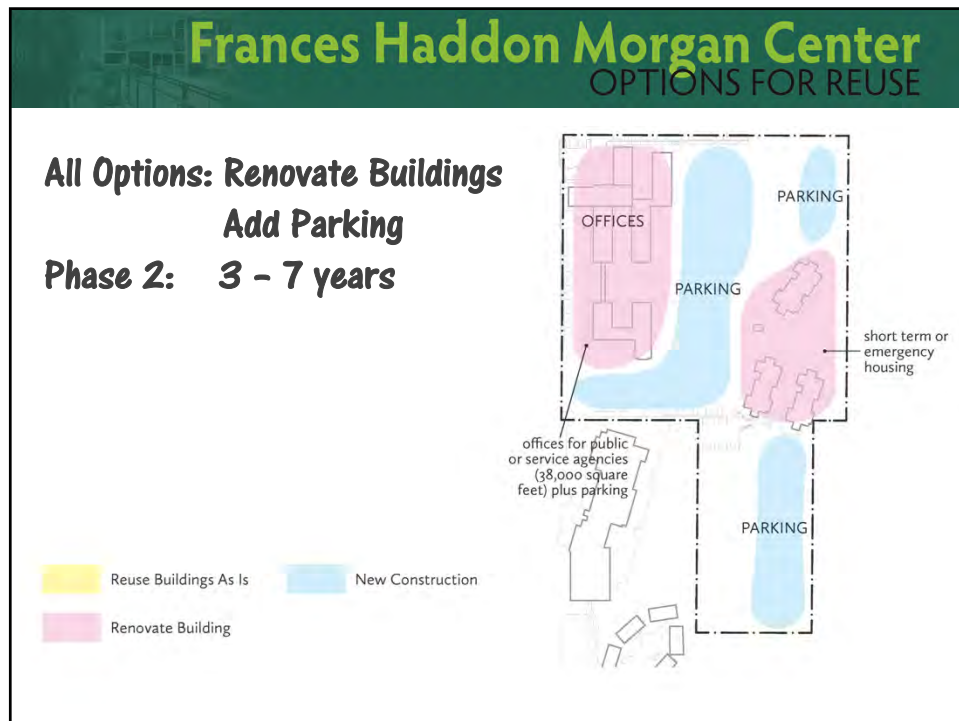 Frances Haddon Morgan Center
OPTIONS FOR REUSE
All Options: Renovate Buildings
Add Parking
Phase 2: 3 – 7 years
PARKING
OFFICES
PARKING
short term or
emergency
housing
offices for public
or service agencies
(38,000 square
feet) plus parking
PARKING
Reuse Buildings As Is
New Construction
Renovate Building